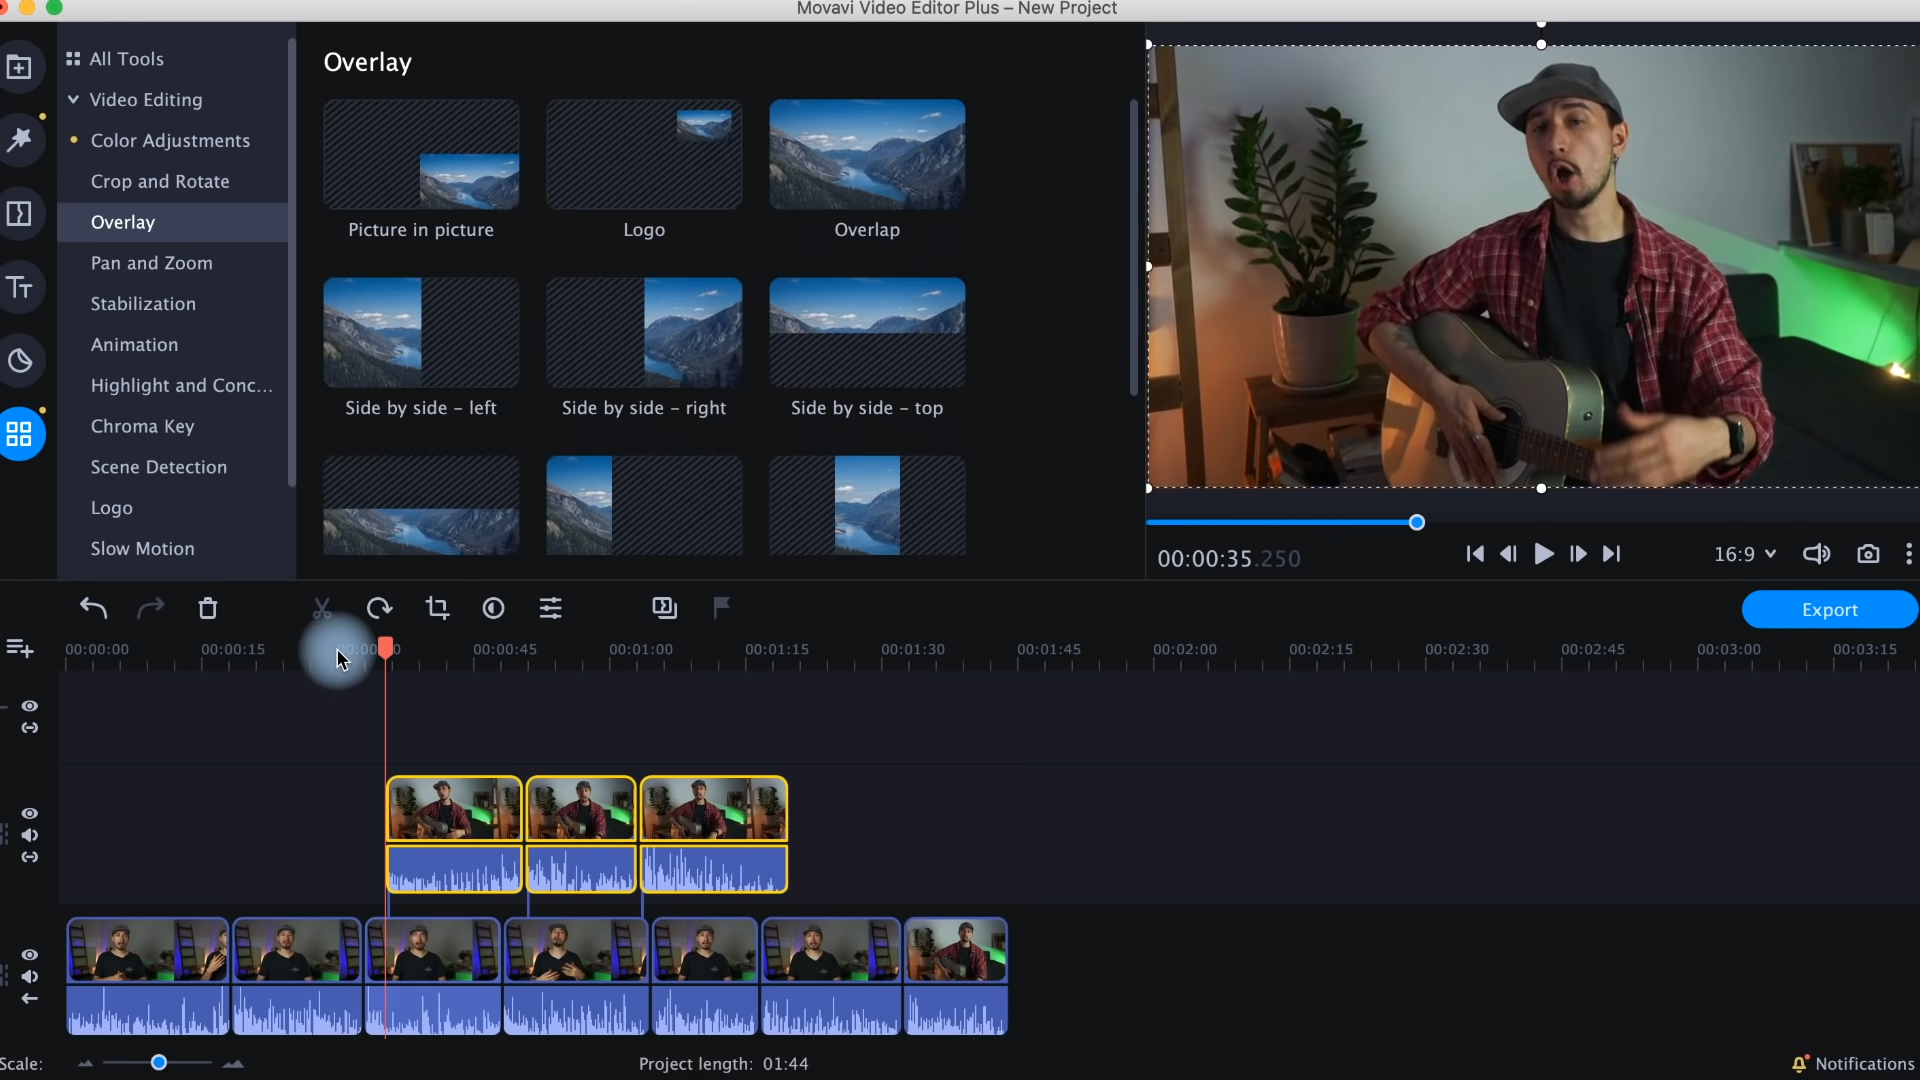 Movavi Video Editor Plus – New Project
All Tools
Video Editing
Color Adjustments
Crop and Rotate
Overlay
Pan and Zoom
Stabilization
Animation
Highlight and Conc...
Chroma Key
Scene Detection
Logo
Slow Motion
Overlay
Picture in picture
Logo
Overlap
Side by side – left
Side by side – right
Side by side – top
00:00:35.250
16:9
Export
00:00:00
00:00:15
00:00:45
00:01:00
00:01:15
00:01:30
00:01:45
00:02:00
00:02:15
00:02:30
00:02:45
00:03:00
00:03:15
Scale:
Project length: 01:44
Notifications